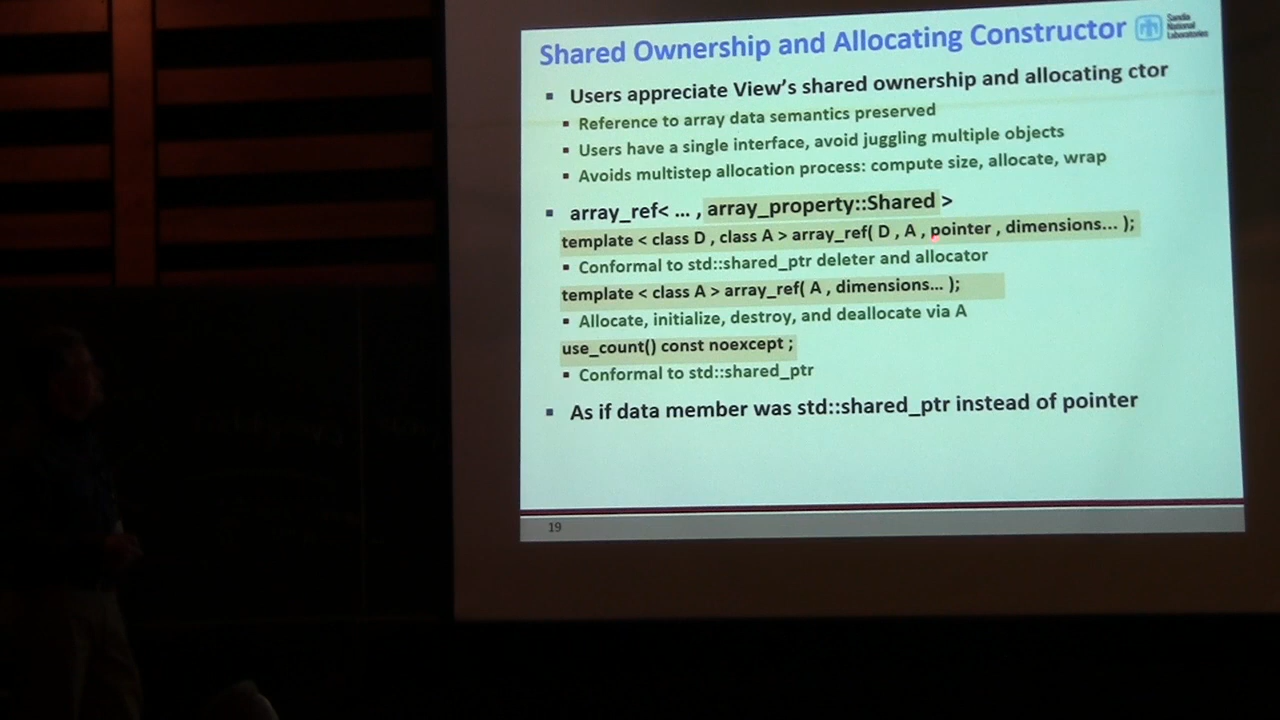 Shared Ownership and Allocating Constructor
Sandia
National
Laboratories
▪ Users appreciate View's shared ownership and allocating ctor
▪ Reference to array data semantics preserved
▪ Users have a single interface, avoid juggling multiple objects
▪ Avoids multistep allocation process: compute size, allocate, wrap
▪ array_ref< ... , array_property::Shared >
template < class D , class A > array_ref( D , A , pointer , dimensions... );
▪ Conformal to std::shared_ptr deleter and allocator
template < class A > array_ref( A , dimensions... );
▪ Allocate, initialize, destroy, and deallocate via A
use_count() const noexcept ;
▪ Conformal to std::shared_ptr
▪ As if data member was std::shared_ptr instead of pointer
19